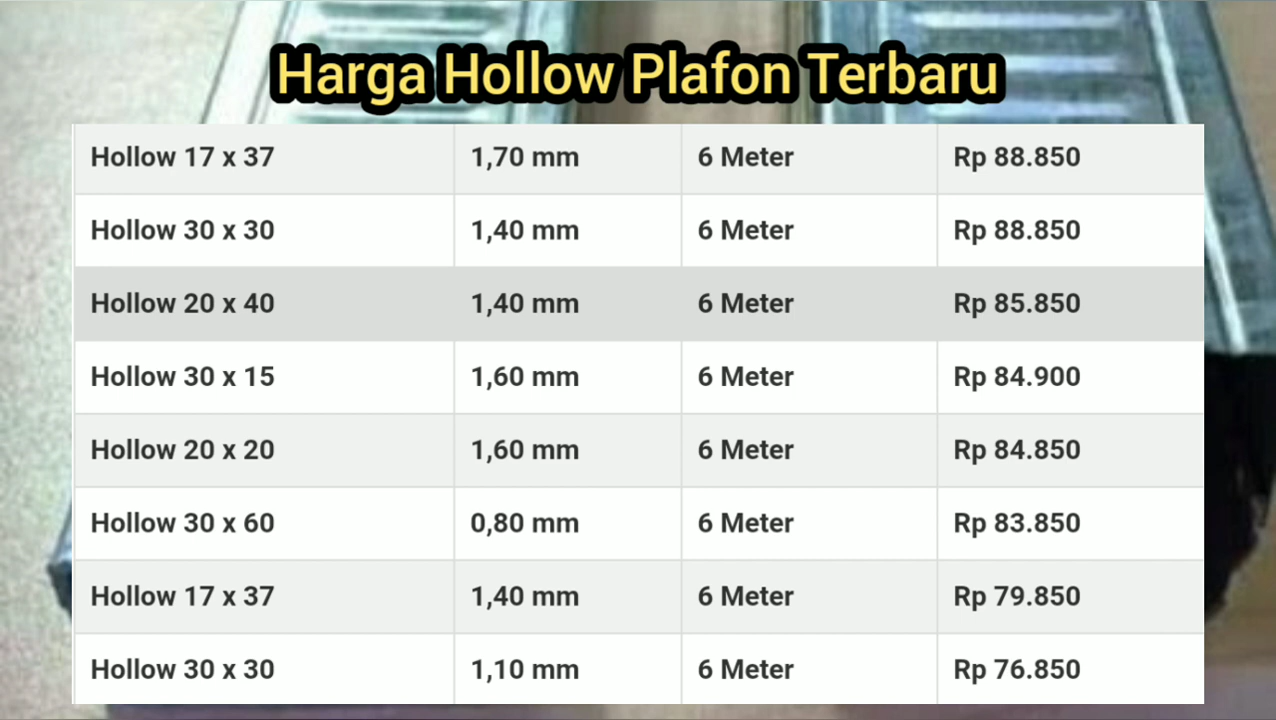 Harga Hollow Plafon Terbaru
Hollow 17 x 37 1,70 mm 6 Meter Rp 88.850
Hollow 30 x 30 1,40 mm 6 Meter Rp 88.850
Hollow 20 x 40 1,40 mm 6 Meter Rp 85.850
Hollow 30 x 15 1,60 mm 6 Meter Rp 84.900
Hollow 20 x 20 1,60 mm 6 Meter Rp 84.850
Hollow 30 x 60 0,80 mm 6 Meter Rp 83.850
Hollow 17 x 37 1,40 mm 6 Meter Rp 79.850
Hollow 30 x 30 1,10 mm 6 Meter Rp 76.850